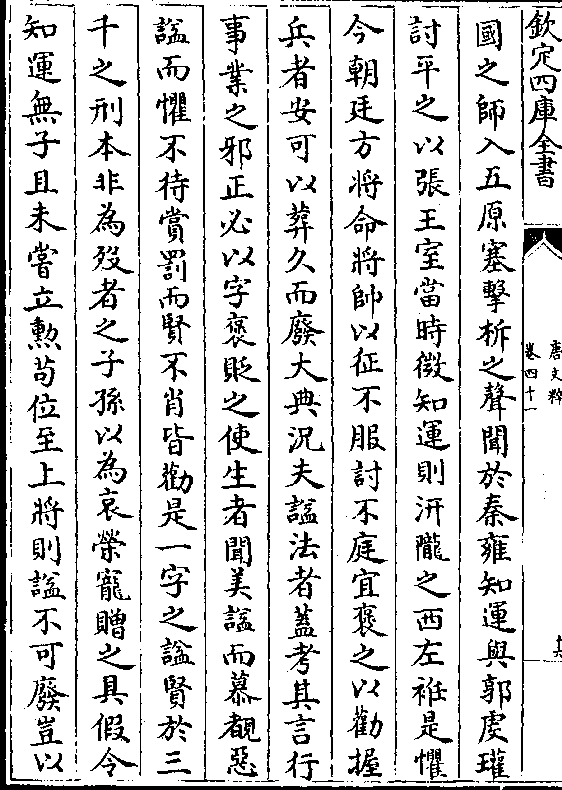 欽定四庫全書
唐文粹
卷四十一
國之師入五原塞擊柝之聲聞於秦雍知運與郭虔瓘
討平之以張王室當時微知運則汧隴之西左袵是懼
今朝廷方將命將帥以征不服討不庭宜褒之以勸握
兵者安可以葬久而廢大典況夫謚法者蓋考其言行
事業之邪正必以字褒貶之使生者聞美謚而慕覩惡
謚而懼不待賞罰而賢不肖皆勸是一字之謚賢於三
千之刑本非為歿者之子孫以為哀榮寵贈之具假令
知運無子且未嘗立勲苟位至上將則謚不可廢豈以